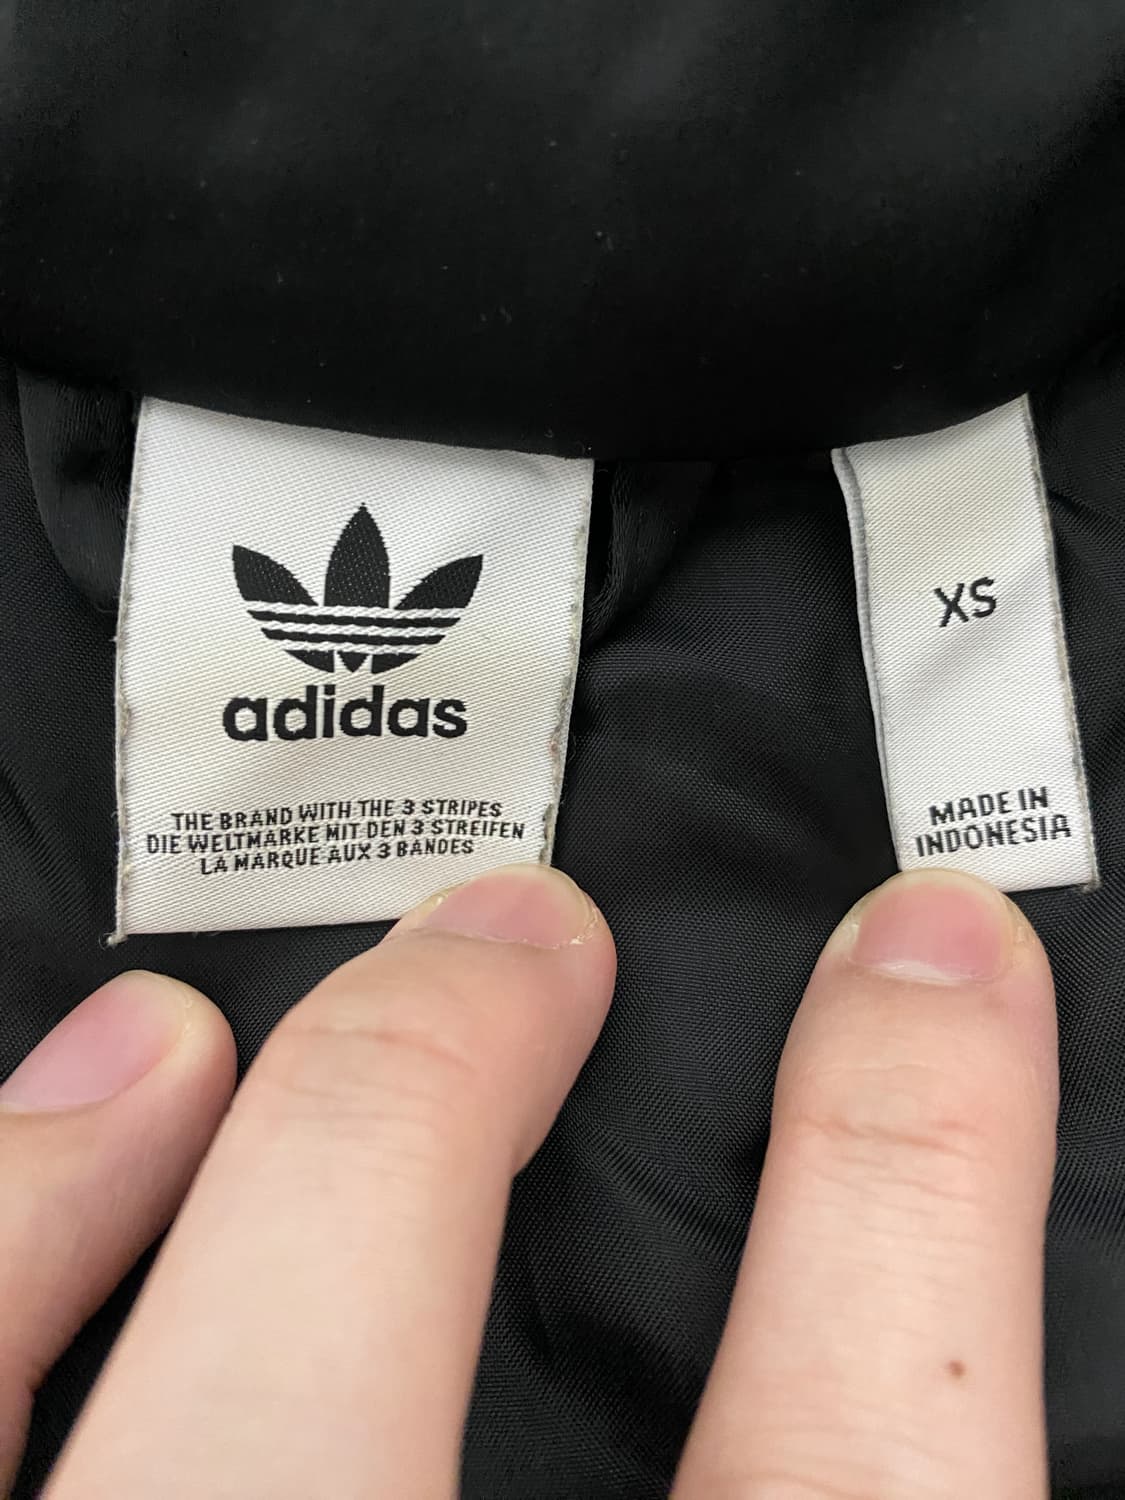 adidas
THE BRAND WITH THE 3 STRIPES
DIE WELTMARKE MIT DEN 3 STREIFEN
LA MARQUE AUX 3 BANDES
XS
MADE IN
INDONESIA